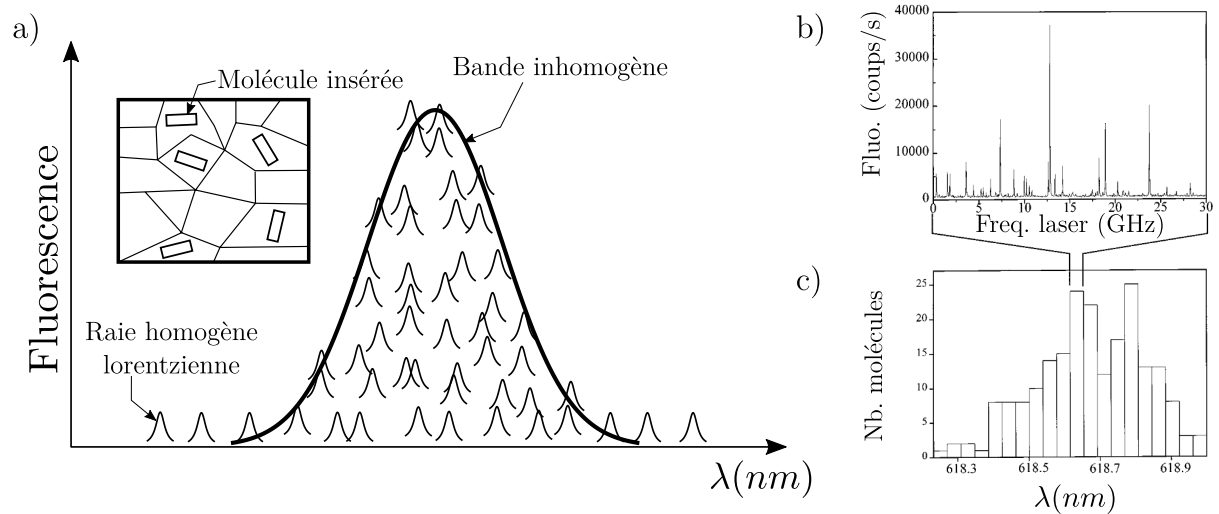 a)
Fluorescence
Molécule insérée
Bande inhomogène
Raie homogène
lorentzienne
λ(nm)
b)
Fluo. (coups/s)
40000
30000
20000
10000
0
0 5 10 15 20 25 30
Freq. laser (GHz)
c)
Nb. molécules
25
20
15
10
5
0
618.3 618.5 618.7 618.9
λ(nm)